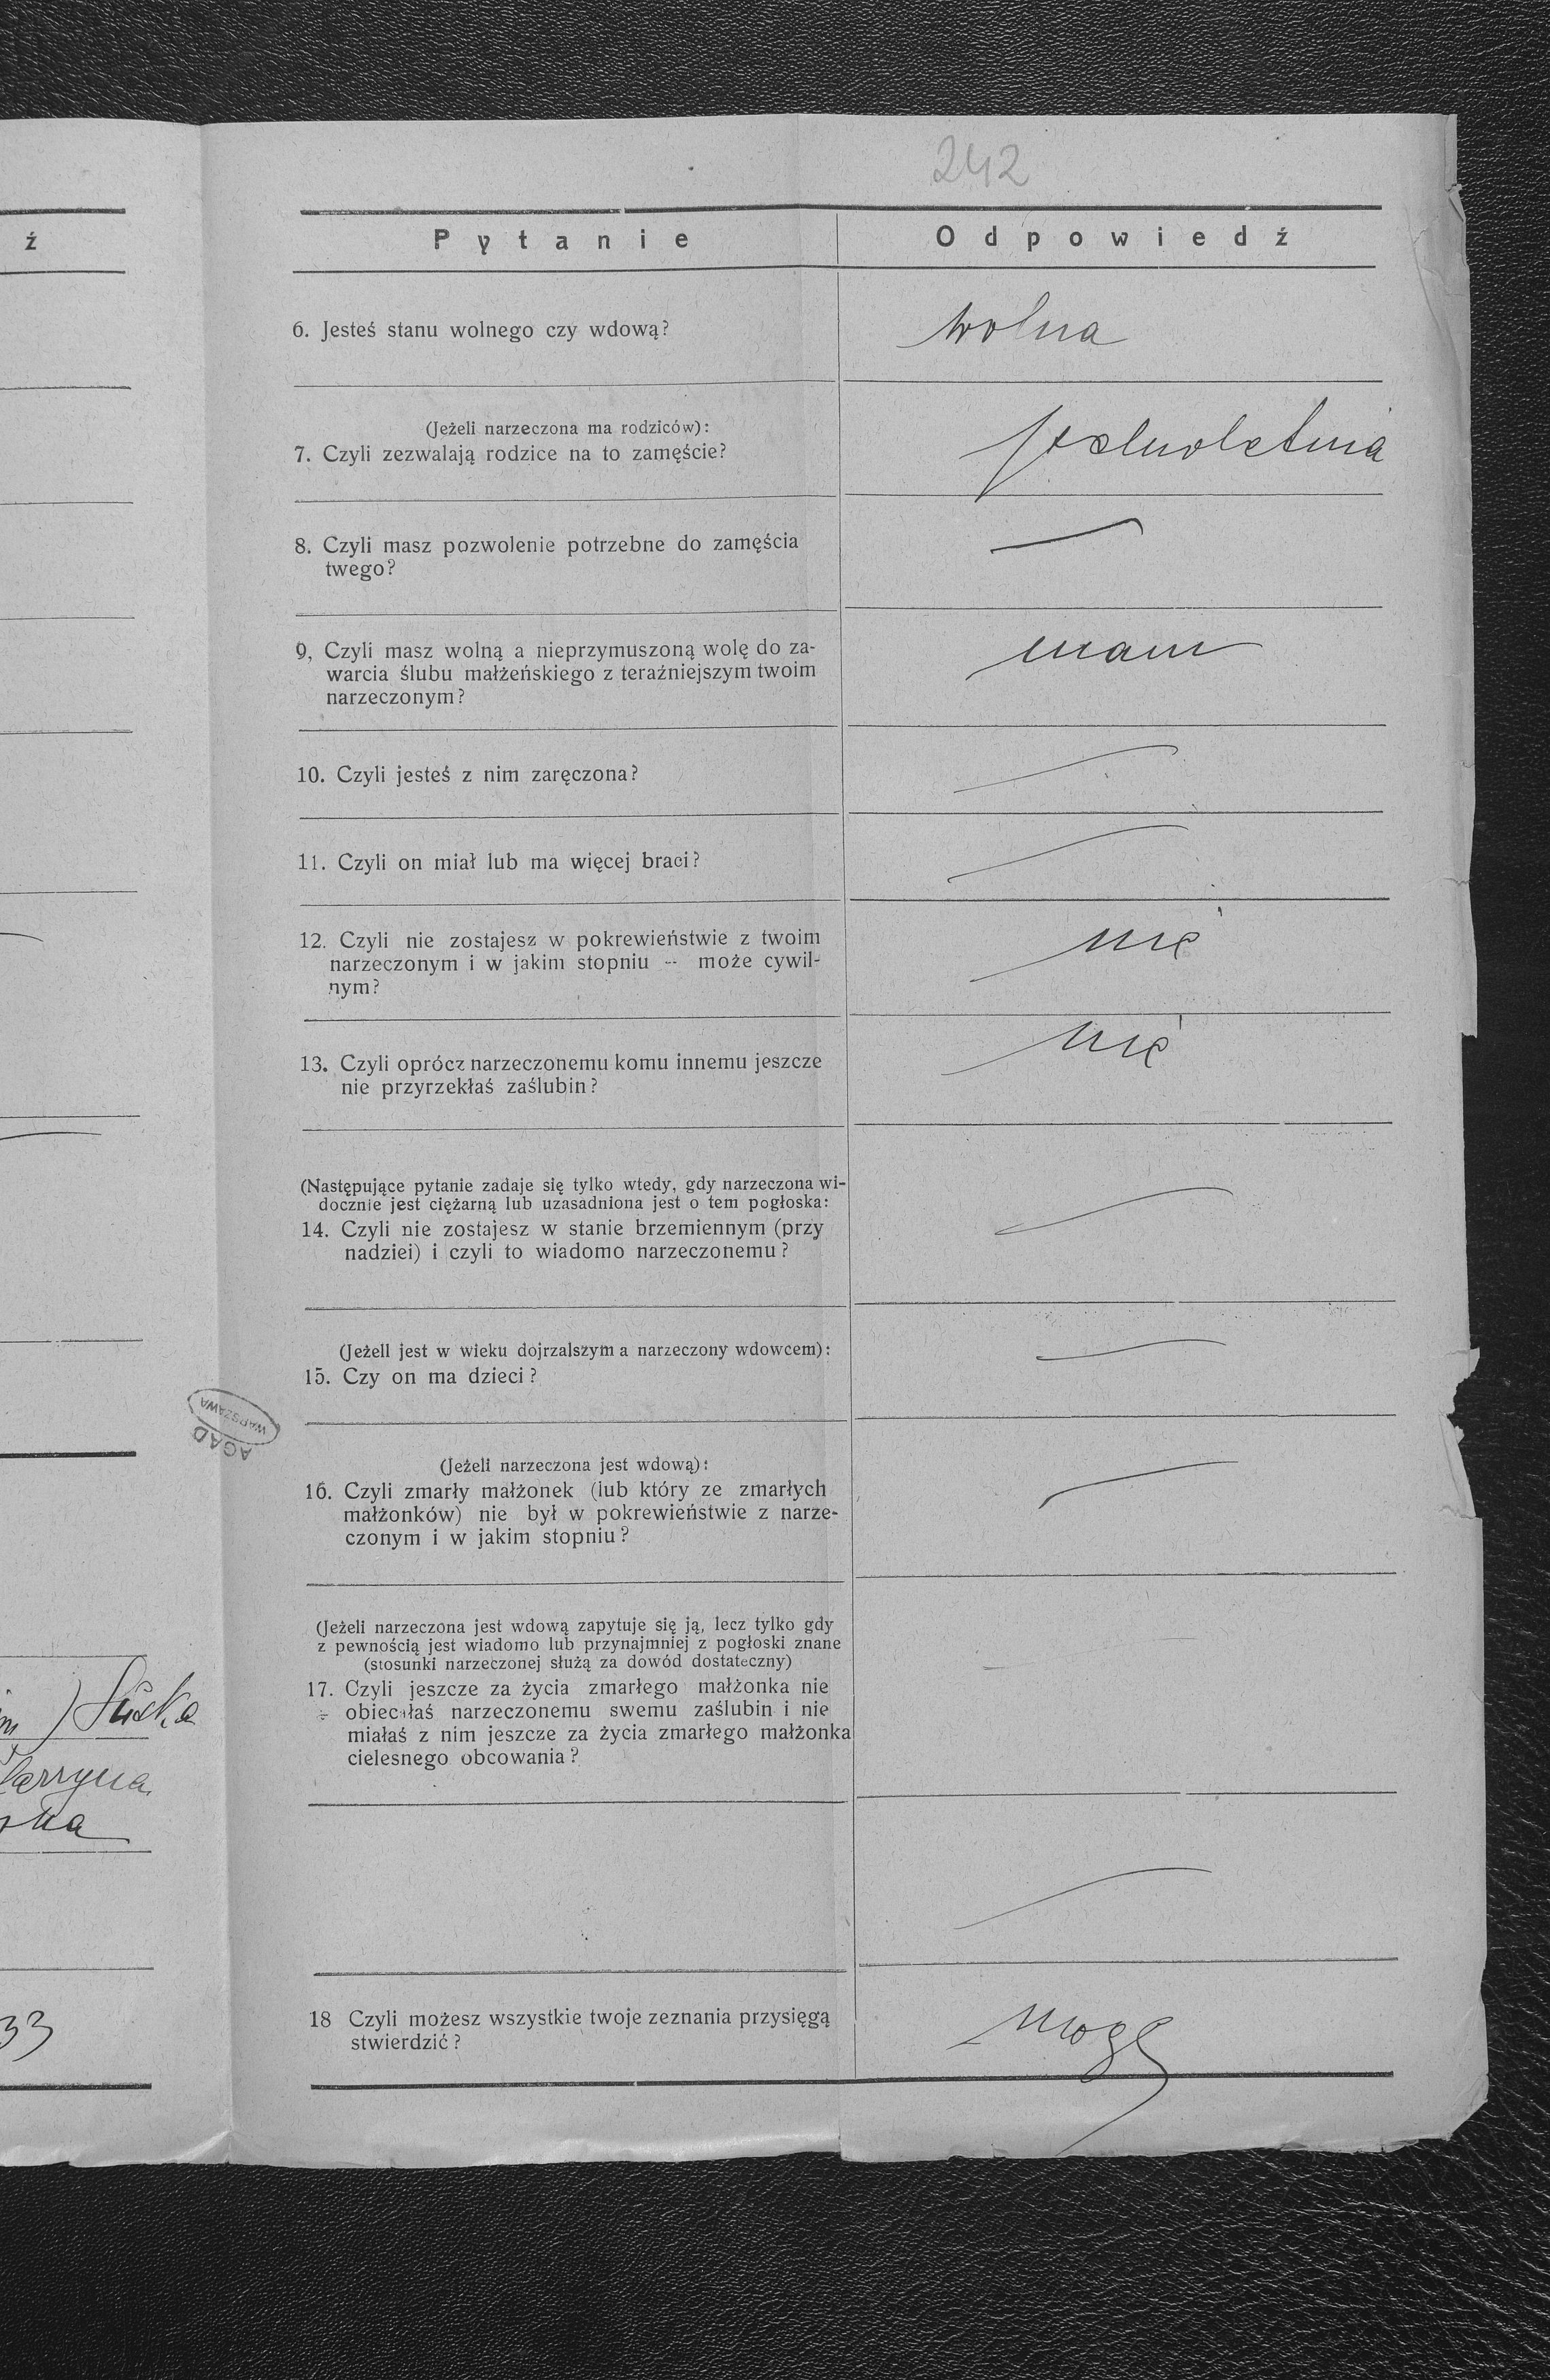 242
ź
Pytanie
Odpowiedź
6. Jesteś stanu wolnego czy wdową?
wolna
(Jeżeli narzeczona ma rodziców):
7. Czyli zezwalają rodzice na to zamęście?
pełnoletnia
8. Czyli masz pozwolenie potrzebne do zamęścia
twego?
9, Czyli masz wolną a nieprzymuszoną wolę do za-
warcia ślubu małżeńskiego z teraźniejszym twoim
narzeczonym?
mam
10. Czyli jesteś z nim zaręczona?
11. Czyli on miał lub ma więcej braci?
12. Czyli nie zostajesz w pokrewieństwie z twoim
narzeczonym i w jakim stopniu -- może cywil-
nym?
nie
13. Czyli oprócz narzeczonemu komu innemu jeszcze
nie przyrzekłaś zaślubin?
nie
(Następujące pytanie zadaje się tylko wtedy, gdy narzeczona wi-
docznie jest ciężarną lub uzasadniona jest o tem pogłoska:
14. Czyli nie zostajesz w stanie brzemiennym (przy
nadziei) i czyli to wiadomo narzeczonemu?
(Jeżeli jest w wieku dojrzalszym a narzeczony wdowcem):
15. Czy on ma dzieci?
AGAD
WARSZAWA
(Jeżeli narzeczona jest wdową):
16. Czyli zmarły małżonek (lub który ze zmarłych
małżonków) nie był w pokrewieństwie z narze-
czonym i w jakim stopniu?
(Jeżeli narzeczona jest wdową zapytuje się ją, lecz tylko gdy
z pewnością jest wiadomo lub przynajmniej z pogłoski znane
(stosunki narzeczonej służą za dowód dostateczny)
17. Czyli jeszcze za życia zmarłego małżonka nie
obiecałaś narzeczonemu swemu zaślubin i nie
miałaś z nim jeszcze za życia zmarłego małżonka
cielesnego obcowania?
18 Czyli możesz wszystkie twoje zeznania przysięgą
stwierdzić?
mogę
33